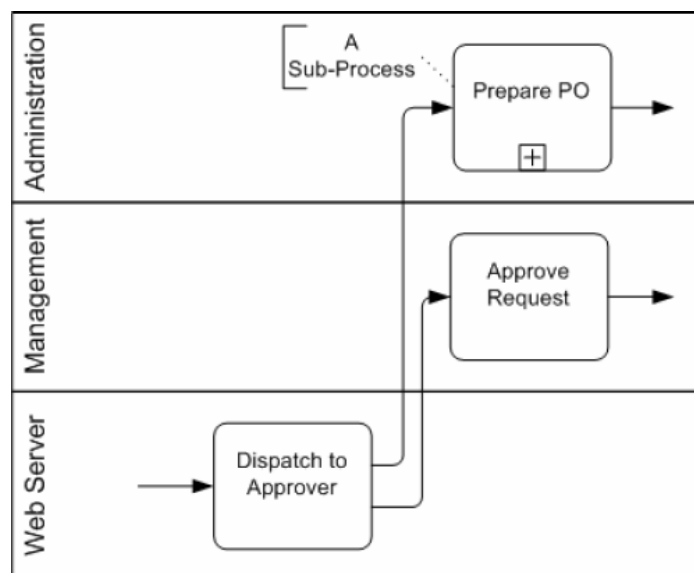 Administration
A
Sub-Process
Prepare PO
Management
Approve
Request
Web Server
Dispatch to
Approver